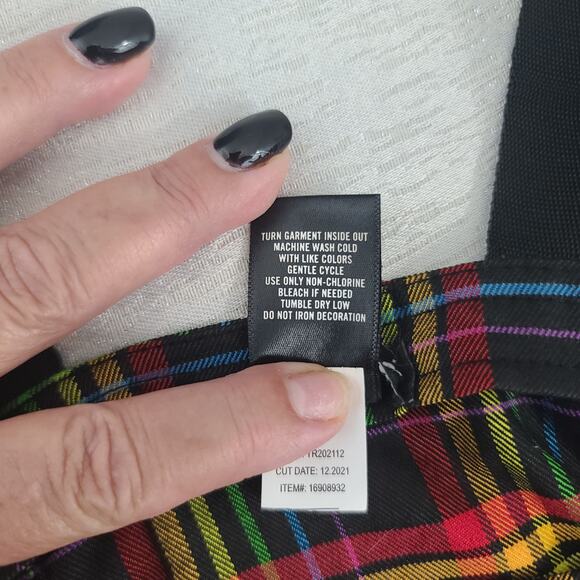 TURN GARMENT INSIDE OUT
MACHINE WASH COLD
WITH LIKE COLORS
GENTLE CYCLE
USE ONLY NON-CHLORINE
BLEACH IF NEEDED
TUMBLE DRY LOW
DO NOT IRON DECORATION
TR202112
CUT DATE: 12.2021
ITEM#: 16908932